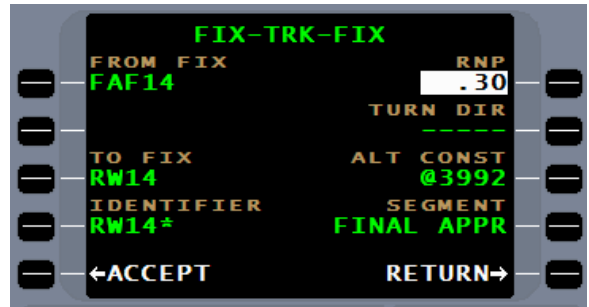 FIX-TRK-FIX
FROM FIX RNP
FAF14 .30
TURN DIR
-----
TO FIX ALT CONST
RW14 @3992
IDENTIFIER SEGMENT
RW14* FINAL APPR
←ACCEPT RETURN→